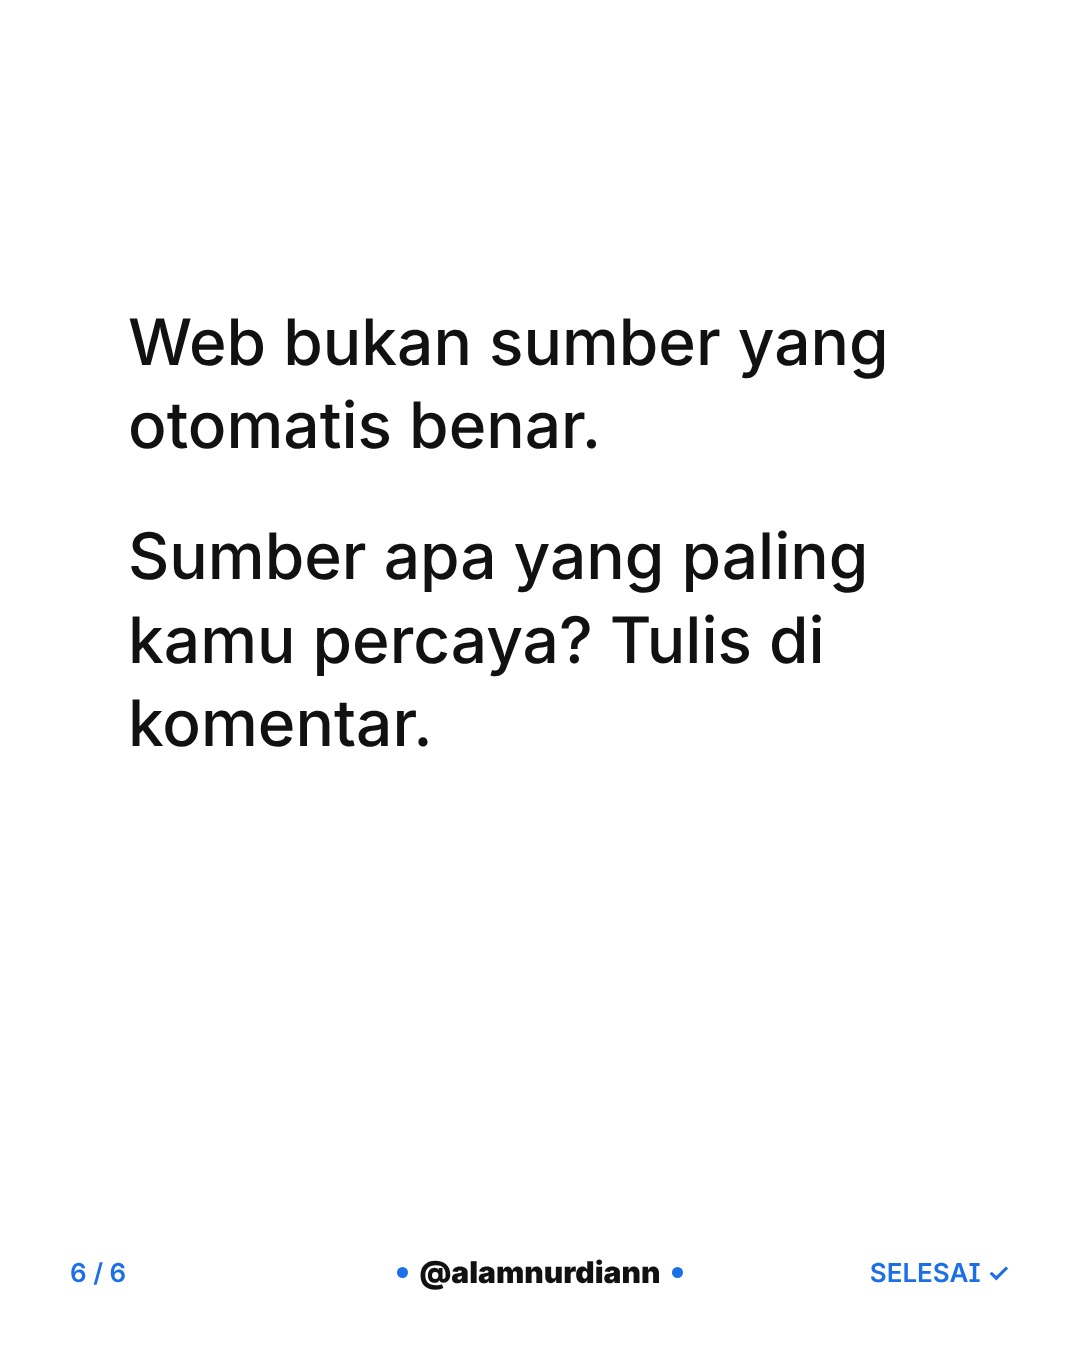 Web bukan sumber yang
otomatis benar.
Sumber apa yang paling
kamu percaya? Tulis di
komentar.
6 / 6
• @alamnurdiann •
SELESAI ✓